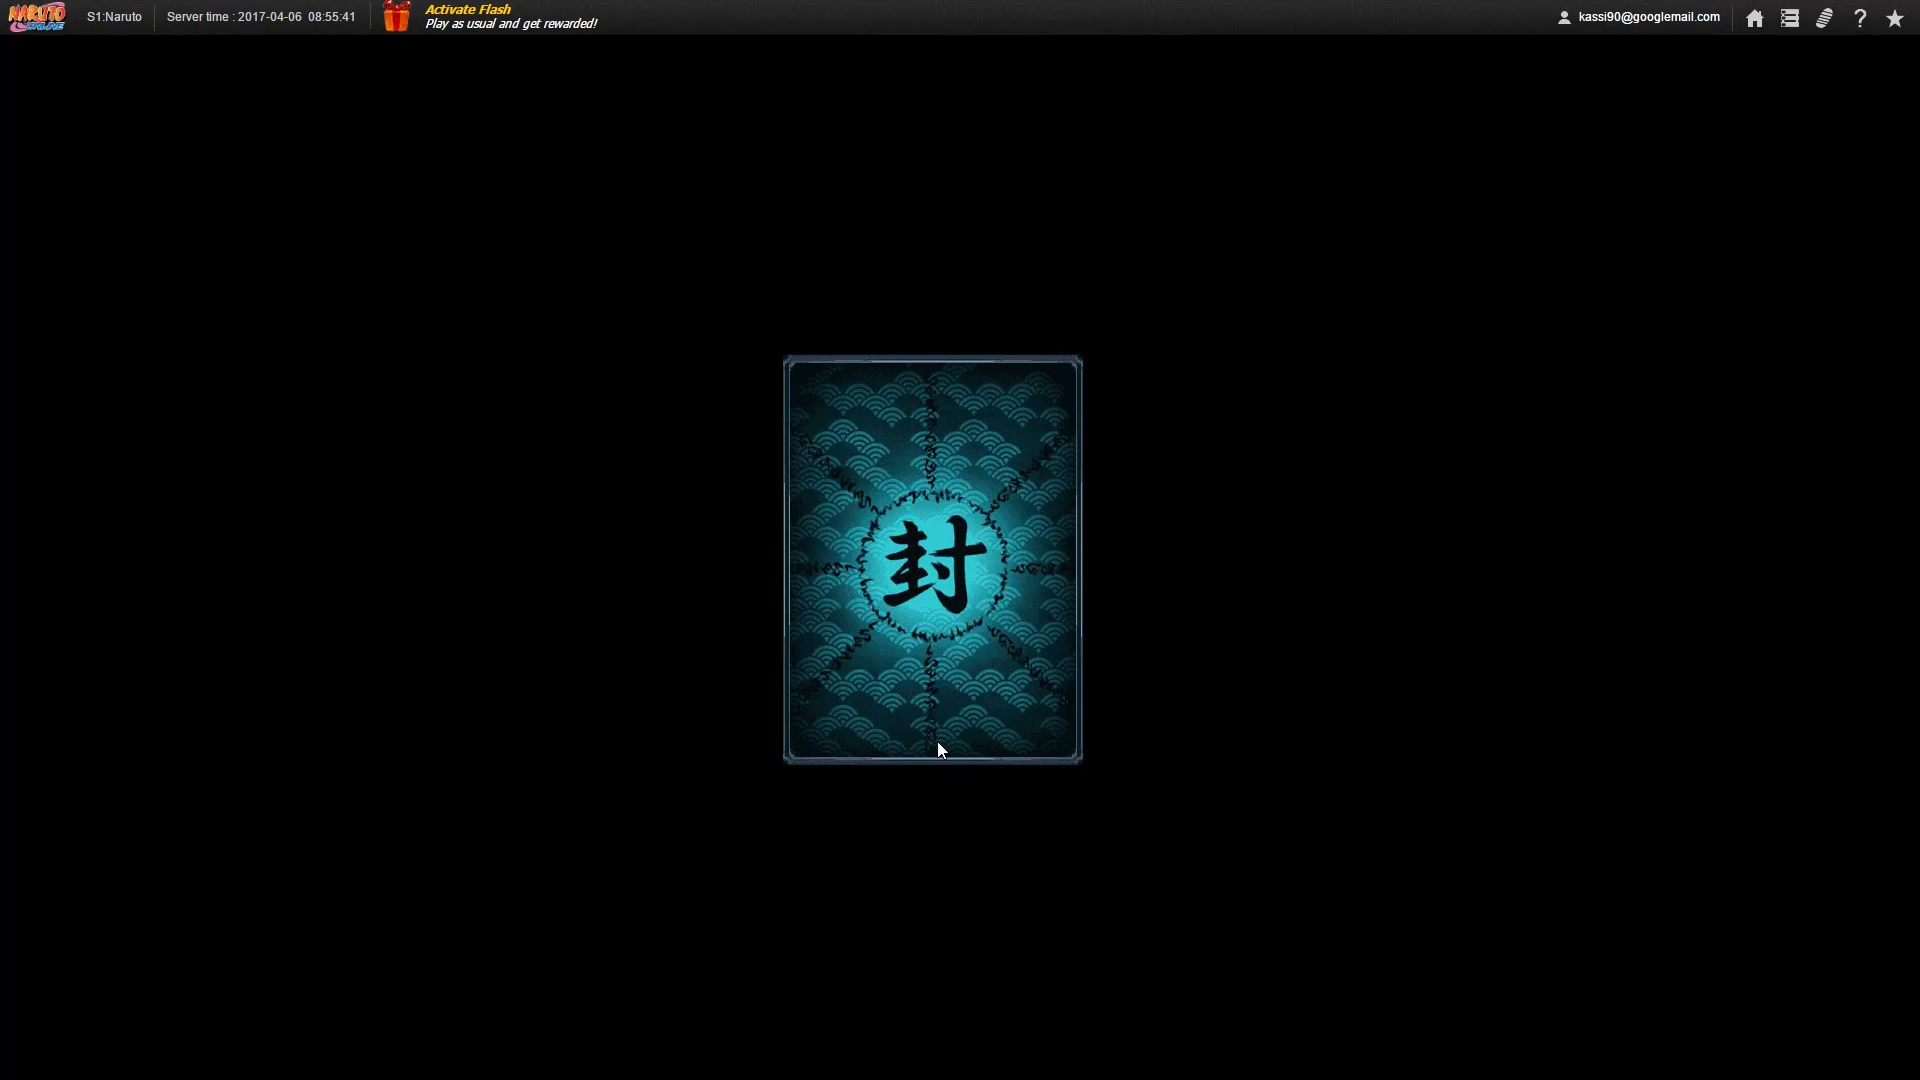 NARUTO
ONLINE
S1:Naruto
Server time : 2017-04-06 08:55:41
Activate Flash
Play as usual and get rewarded!
kassi90@googlemail.com
?
封